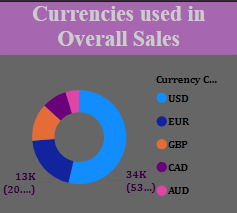 Currencies used in
Overall Sales
Currency C...
USD
EUR
GBP
CAD
AUD
13K
(20....)
34K
(53...)